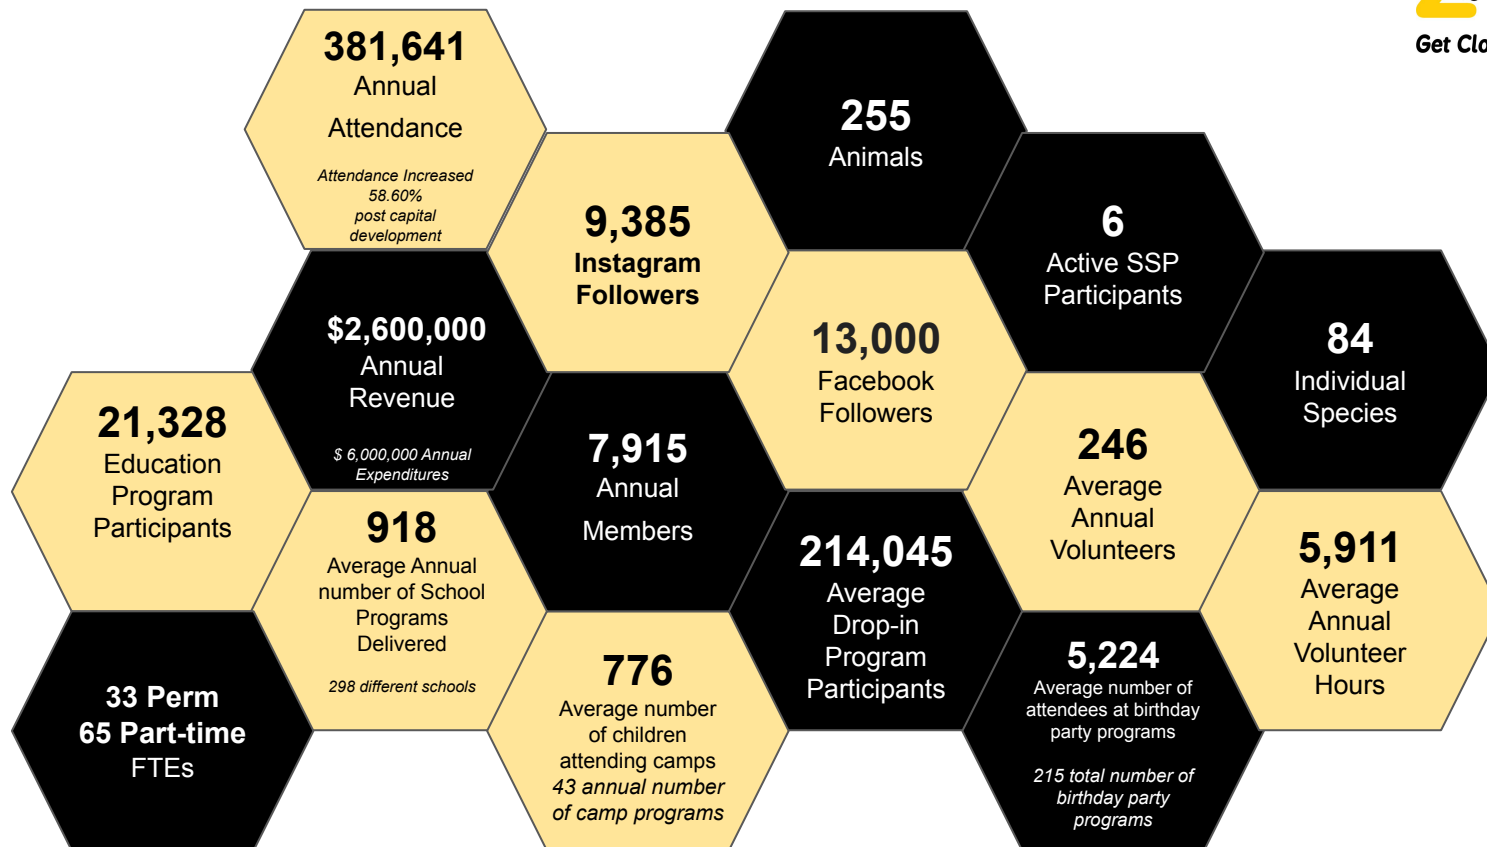 Get Clo
381,641
Annual
Attendance
Attendance Increased
58.60%
post capital
development
255
Animals
9,385
Instagram
Followers
6
Active SSP
Participants
$2,600,000
Annual
Revenue
$ 6,000,000 Annual
Expenditures
13,000
Facebook
Followers
84
Individual
Species
21,328
Education
Program
Participants
7,915
Annual
Members
246
Average
Annual
Volunteers
918
Average Annual
number of School
Programs
Delivered
298 different schools
214,045
Average
Drop-in
Program
Participants
5,911
Average
Annual
Volunteer
Hours
33 Perm
65 Part-time
FTEs
776
Average number
of children
attending camps
43 annual number
of camp programs
5,224
Average number of
attendees at birthday
party programs
215 total number of
birthday party
programs